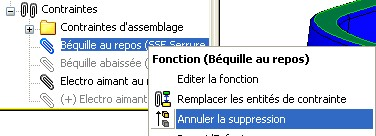 Contraintes
Contraintes d'assemblage
Béquille au repos (SSE Serrure
Béquille abaissée (
Electro aimant au r
(+) Electro aimant
Fonction (Béquille au repos)
Editer la fonction
Remplacer les entités de contrainte
Annuler la suppression